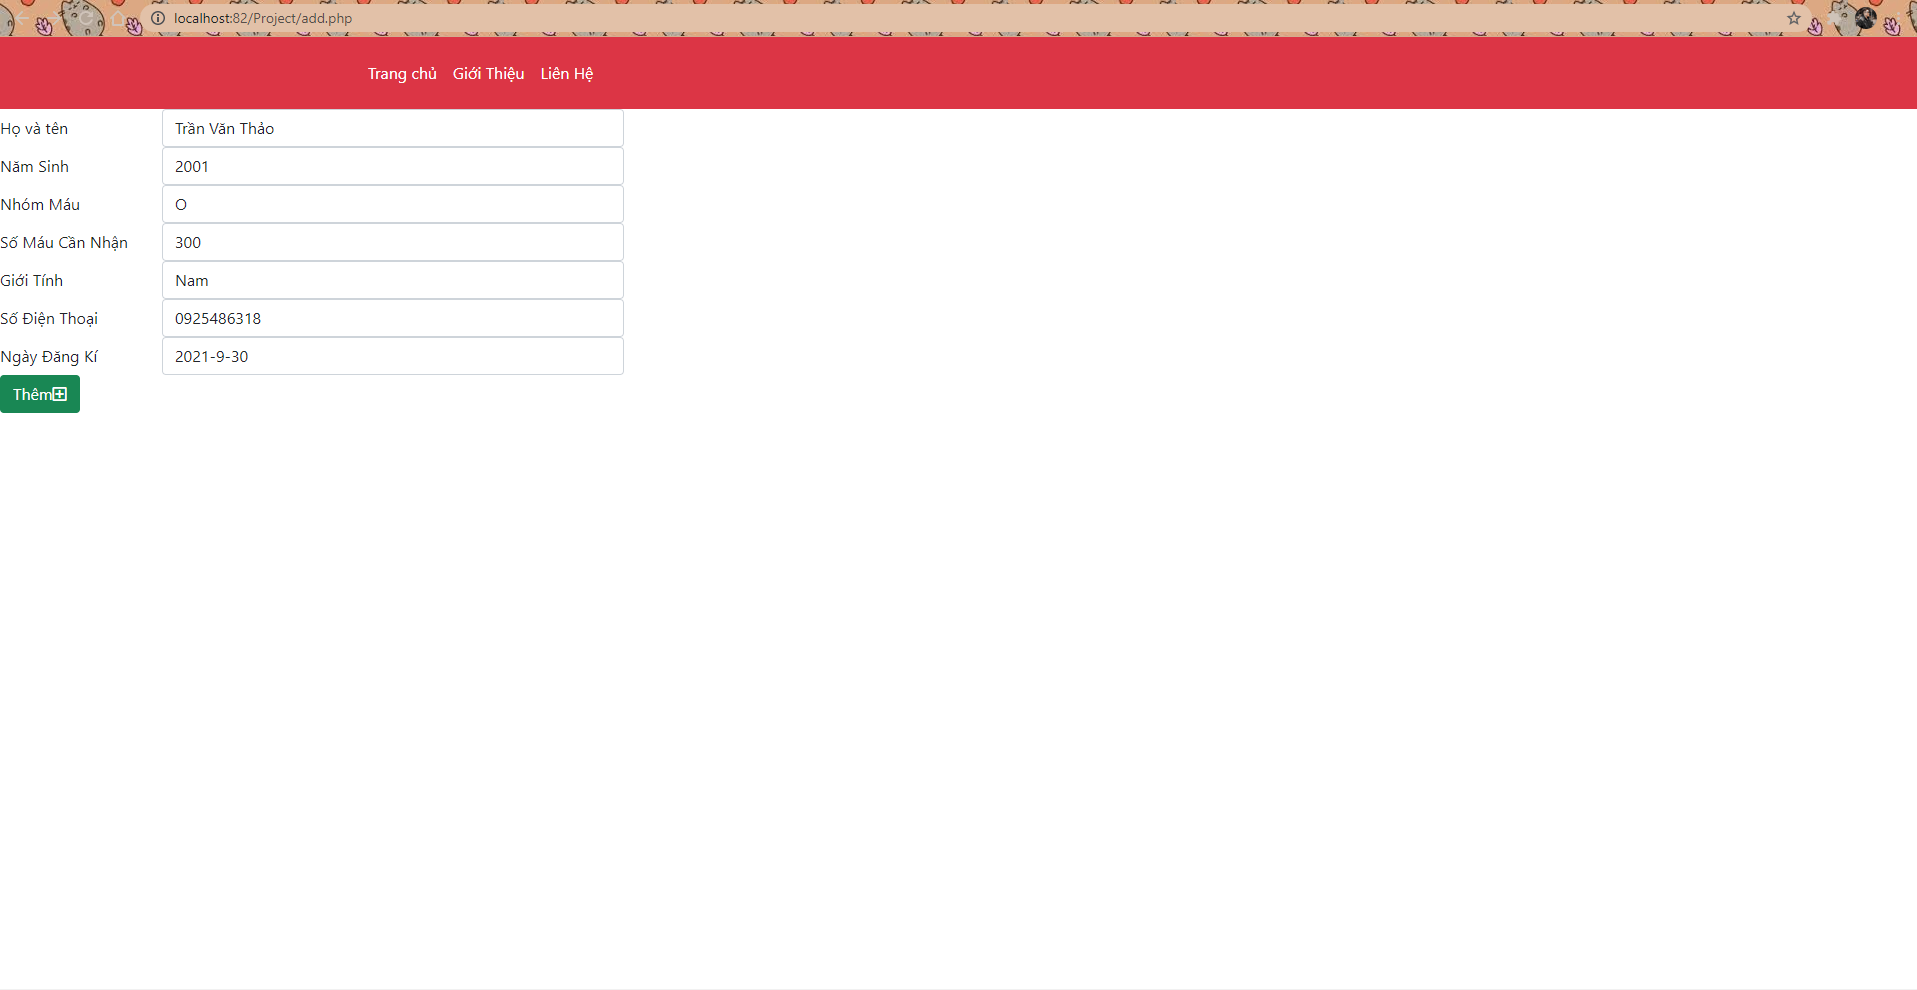 localhost:82/Project/add.php
Trang chủ Giới Thiệu Liên Hệ
Họ và tên Trần Văn Thảo
Năm Sinh 2001
Nhóm Máu O
Số Máu Cần Nhận 300
Giới Tính Nam
Số Điện Thoại 0925486318
Ngày Đăng Kí 2021-9-30
Thêm